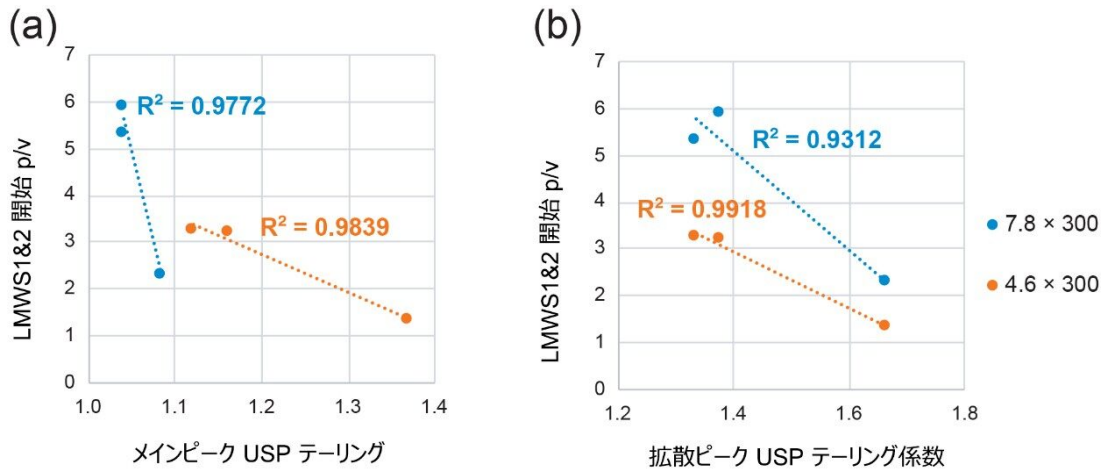 (a)
LMWS1&2 開始 p/v
7
6
5
4
3
2
1
0
R² = 0.9772
R² = 0.9839
1.0 1.1 1.2 1.3 1.4
メインピーク USP テーリング
(b)
LMWS1&2 開始 p/v
7
6
5
4
3
2
1
0
R² = 0.9312
R² = 0.9918
1.2 1.4 1.6 1.8
拡散ピーク USP テーリング係数
7.8 × 300
4.6 × 300